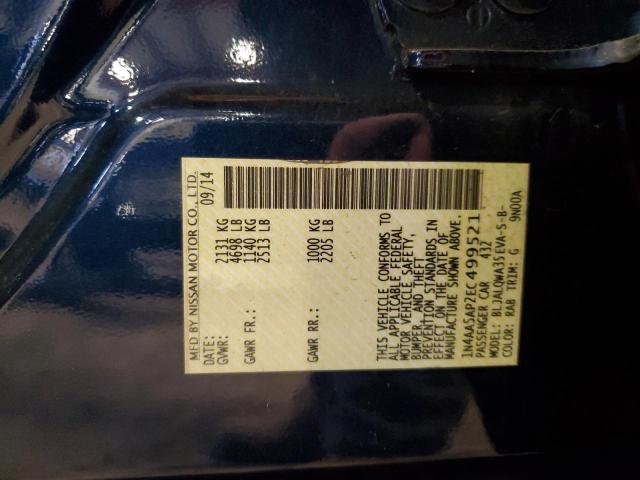 MFD BY NISSAN MOTOR CO., LTD.
DATE: 09/14
GVWR: 2131 KG
4698 LB
GAWR FR.: 1140 KG
2513 LB
GAWR RR.: 1000 KG
2205 LB
THIS VEHICLE CONFORMS TO
ALL APPLICABLE FEDERAL
MOTOR VEHICLE SAFETY,
BUMPER, AND THEFT
PREVENTION STANDARDS IN
EFFECT ON THE DATE OF
MANUFACTURE SHOWN ABOVE.
1N4AA5AP2EC499521
PASSENGER CAR 432
MODEL: BLJALQWA35EVA-S-B-
COLOR: RAB TRIM: G 9N00A